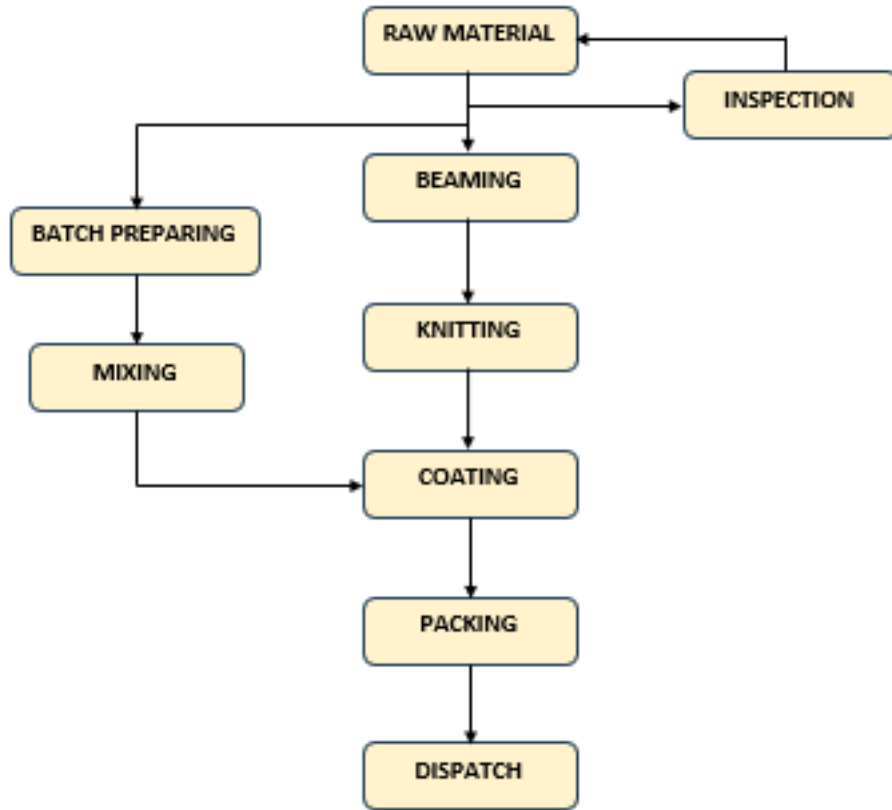 RAW MATERIAL
INSPECTION
BEAMING
BATCH PREPARING
KNITTING
MIXING
COATING
PACKING
DISPATCH